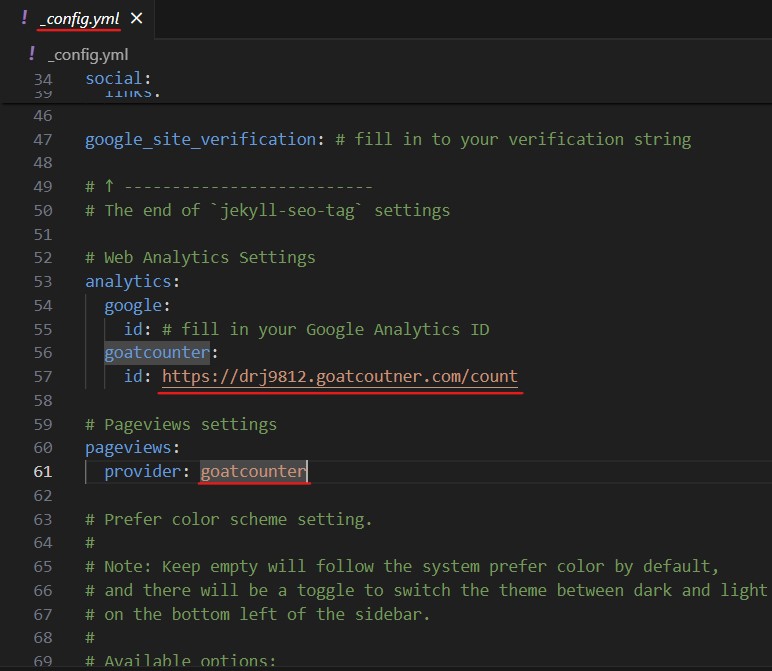 ! _config.yml ×
! _config.yml
34 social:
39 links:
46
47 google_site_verification: # fill in to your verification string
48
49 # ↑ --------------------------
50 # The end of `jekyll-seo-tag` settings
51
52 # Web Analytics Settings
53 analytics:
54 google:
55 id: # fill in your Google Analytics ID
56 goatcounter:
57 id: https://drj9812.goatcoutner.com/count
58
59 # Pageviews settings
60 pageviews:
61 provider: goatcounter
62
63 # Prefer color scheme setting.
64 #
65 # Note: Keep empty will follow the system prefer color by default,
66 # and there will be a toggle to switch the theme between dark and light
67 # on the bottom left of the sidebar.
68 #
69 # Available options: